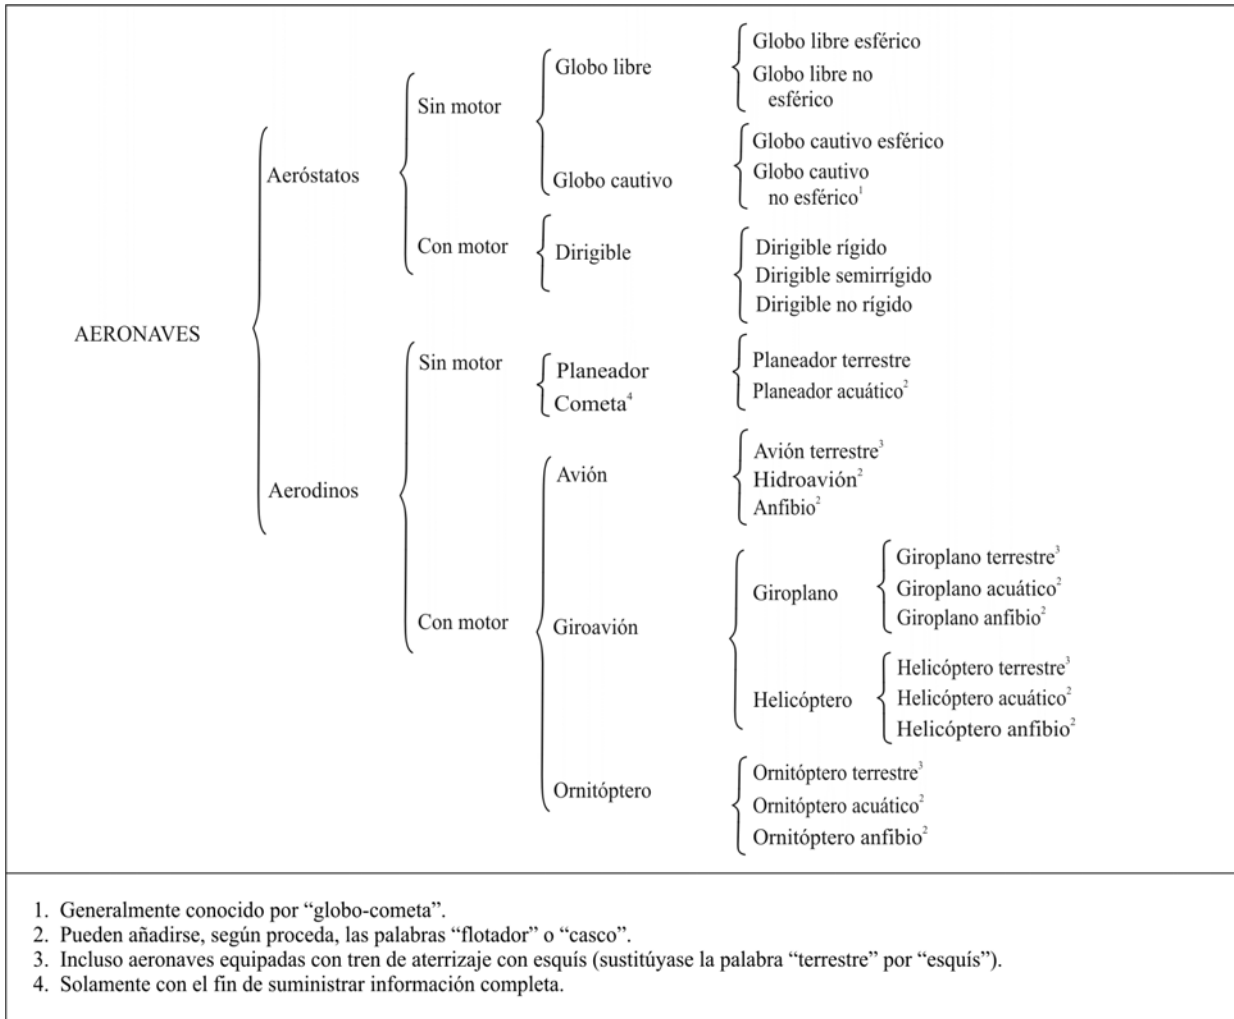 Globo libre esférico
Globo libre
Globo libre no
esférico
Sin motor
Globo cautivo esférico
Aeróstatos
Globo cautivo
Globo cautivo
no esférico¹
Con motor
Dirigible
Dirigible rígido
Dirigible semirrígido
Dirigible no rígido
AERONAVES
Sin motor
Planeador
Cometa⁴
Planeador terrestre
Planeador acuático²
Aerodinos
Avión
Avión terrestre³
Hidroavión²
Anfibio²
Con motor
Giroavión
Giroplano
Giroplano terrestre³
Giroplano acuático²
Giroplano anfibio²
Helicóptero
Helicóptero terrestre³
Helicóptero acuático²
Helicóptero anfibio²
Ornitóptero
Ornitóptero terrestre³
Ornitóptero acuático²
Ornitóptero anfibio²
1. Generalmente conocido por “globo-cometa”.
2. Pueden añadirse, según proceda, las palabras “flotador” o “casco”.
3. Incluso aeronaves equipadas con tren de aterrizaje con esquís (sustitúyase la palabra “terrestre” por “esquís”).
4. Solamente con el fin de suministrar información completa.